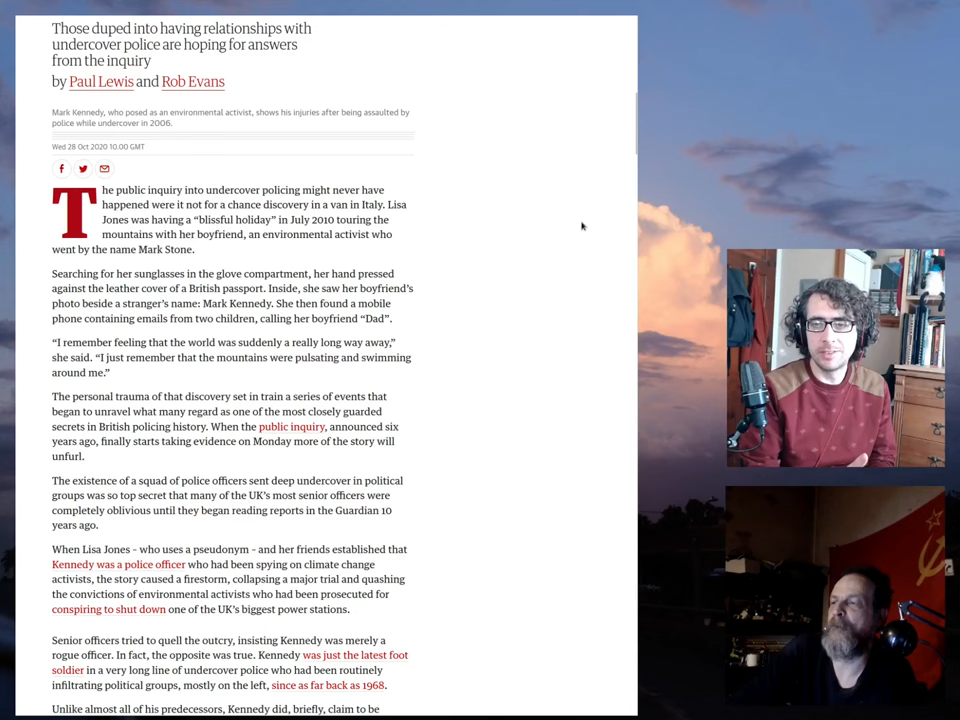 Those duped into having relationships with
undercover police are hoping for answers
from the inquiry
by Paul Lewis and Rob Evans
Mark Kennedy, who posed as an environmental activist, shows his injuries after being assaulted by
police while undercover in 2006.
Wed 28 Oct 2020 10.00 GMT
The public inquiry into undercover policing might never have
happened were it not for a chance discovery in a van in Italy. Lisa
Jones was having a “blissful holiday” in July 2010 touring the
mountains with her boyfriend, an environmental activist who
went by the name Mark Stone.
Searching for her sunglasses in the glove compartment, her hand pressed
against the leather cover of a British passport. Inside, she saw her boyfriend’s
photo beside a stranger’s name: Mark Kennedy. She then found a mobile
phone containing emails from two children, calling her boyfriend “Dad”.
“I remember feeling that the world was suddenly a really long way away,”
she said. “I just remember that the mountains were pulsating and swimming
around me.”
The personal trauma of that discovery set in train a series of events that
began to unravel what many regard as one of the most closely guarded
secrets in British policing history. When the public inquiry, announced six
years ago, finally starts taking evidence on Monday more of the story will
unfurl.
The existence of a squad of police officers sent deep undercover in political
groups was so top secret that many of the UK’s most senior officers were
completely oblivious until they began reading reports in the Guardian 10
years ago.
When Lisa Jones – who uses a pseudonym – and her friends established that
Kennedy was a police officer who had been spying on climate change
activists, the story caused a firestorm, collapsing a major trial and quashing
the convictions of environmental activists who had been prosecuted for
conspiring to shut down one of the UK’s biggest power stations.
Senior officers tried to quell the outcry, insisting Kennedy was merely a
rogue officer. In fact, the opposite was true. Kennedy was just the latest foot
soldier in a very long line of undercover police who had been routinely
infiltrating political groups, mostly on the left, since as far back as 1968.
Unlike almost all of his predecessors, Kennedy did, briefly, claim to be